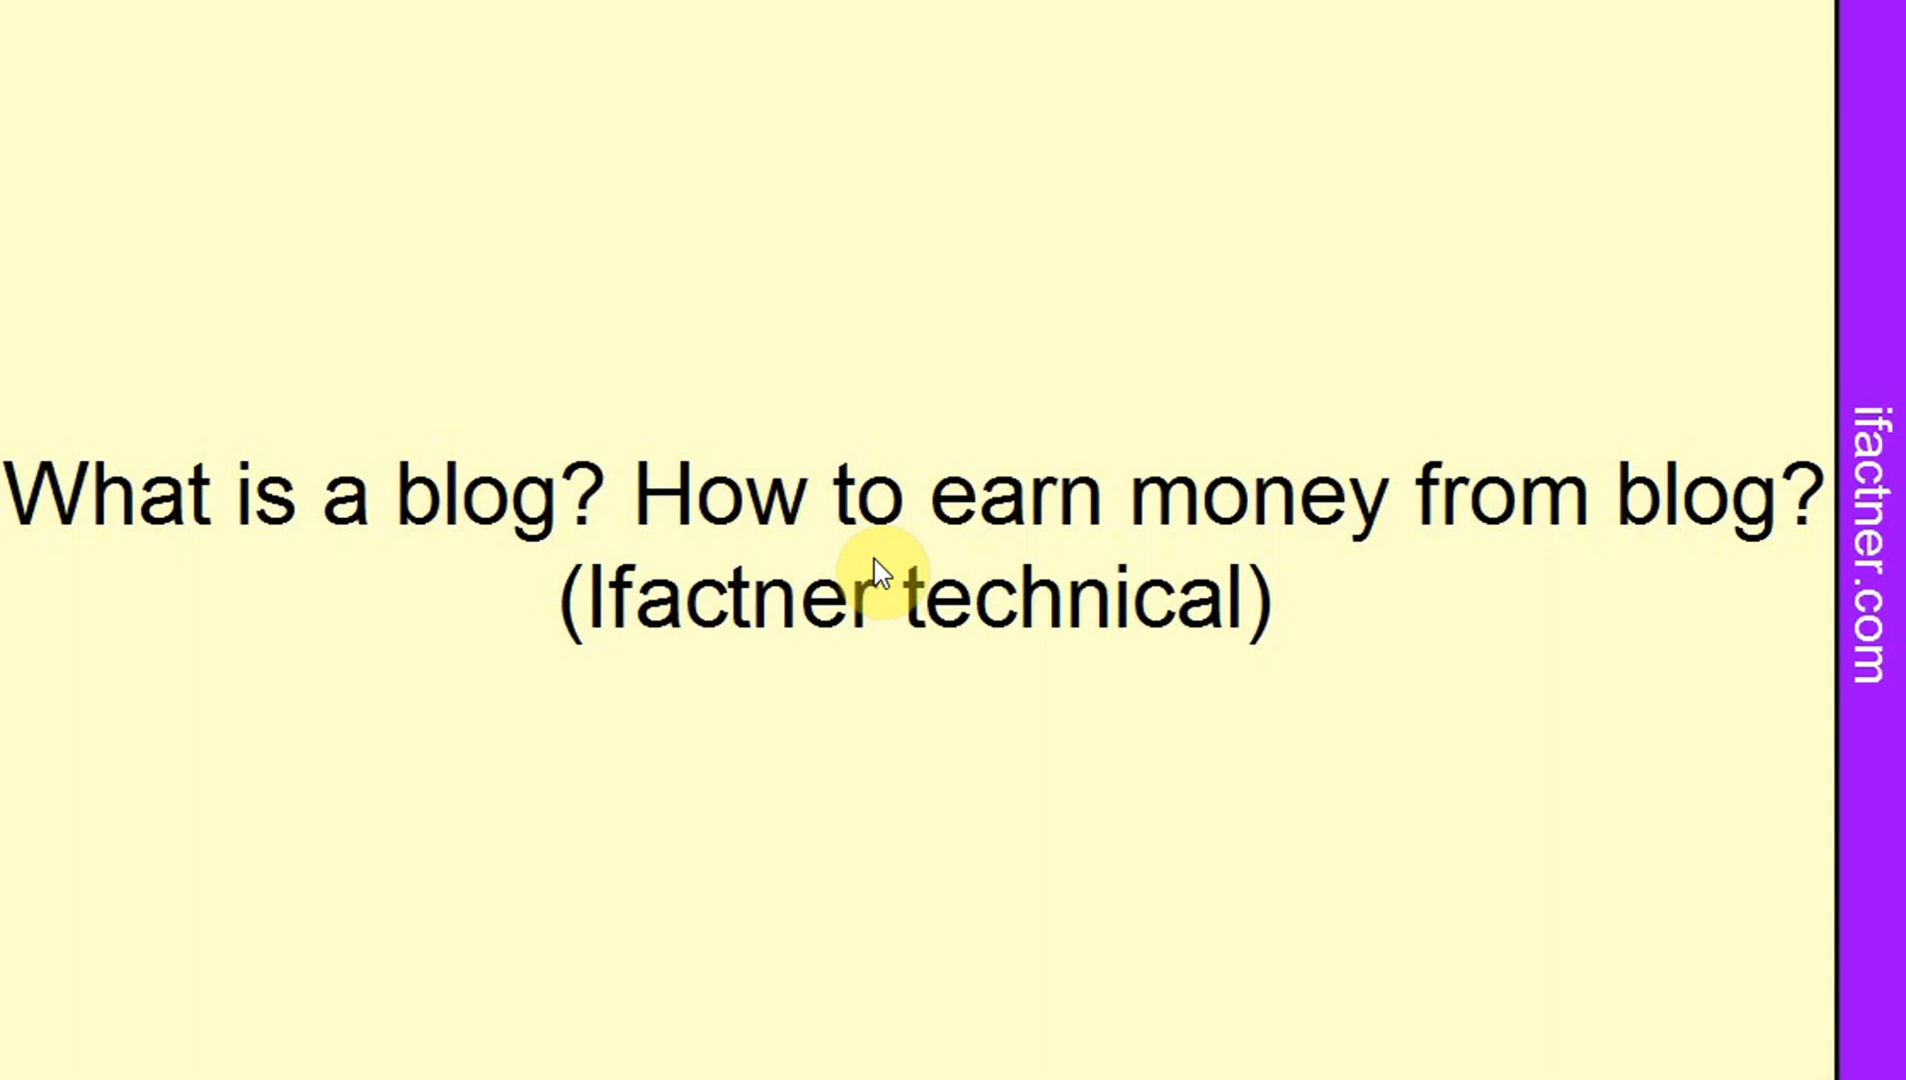 What is a blog? How to earn money from blog?
(Ifactner technical)
ifactner.com